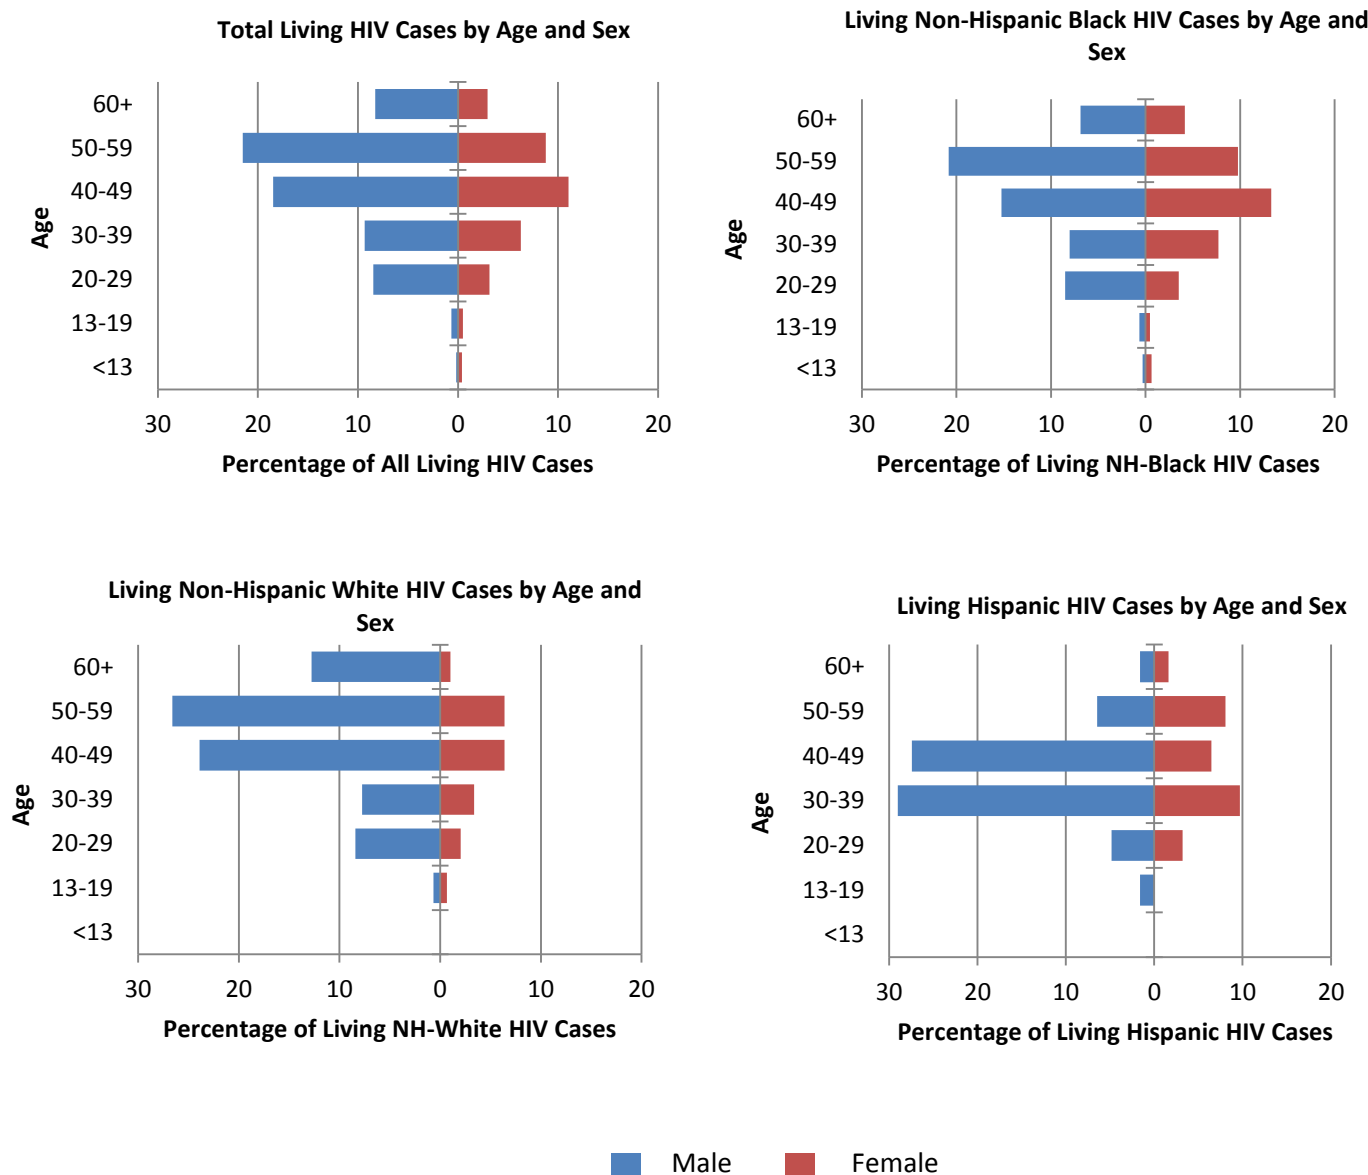 Total Living HIV Cases by Age and Sex
60+
50-59
40-49
30-39
20-29
13-19
<13
Age
30 20 10 0 10 20
Percentage of All Living HIV Cases
Living Non-Hispanic Black HIV Cases by Age and
Sex
60+
50-59
40-49
30-39
20-29
13-19
<13
Age
30 20 10 0 10 20
Percentage of Living NH-Black HIV Cases
Living Non-Hispanic White HIV Cases by Age and
Sex
60+
50-59
40-49
30-39
20-29
13-19
<13
Age
30 20 10 0 10 20
Percentage of Living NH-White HIV Cases
Living Hispanic HIV Cases by Age and Sex
60+
50-59
40-49
30-39
20-29
13-19
<13
Age
30 20 10 0 10 20
Percentage of Living Hispanic HIV Cases
Male Female